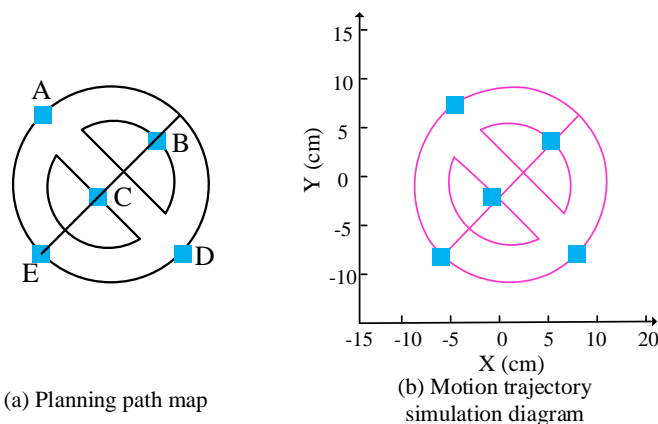 A
B
C
E
D
(a) Planning path map
15
10
5
0
-5
-10
Y (cm)
-15 -10 -5 0 5 10 15 20
X (cm)
(b) Motion trajectory
simulation diagram